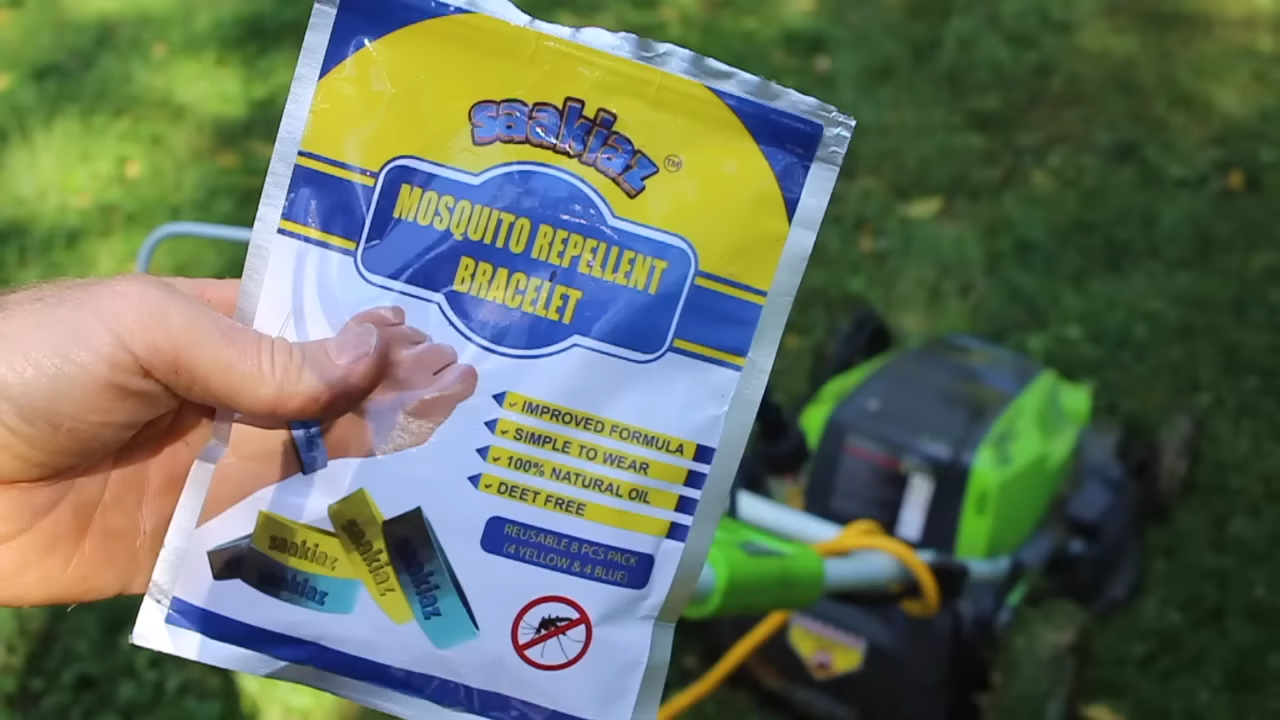 saakiaz TM
MOSQUITO REPELLENT
BRACELET
IMPROVED FORMULA
SIMPLE TO WEAR
100% NATURAL OIL
DEET FREE
REUSABLE 8 PCS PACK
(4 YELLOW & 4 BLUE)
saakiaz
saakiaz
saakiaz
saakiaz